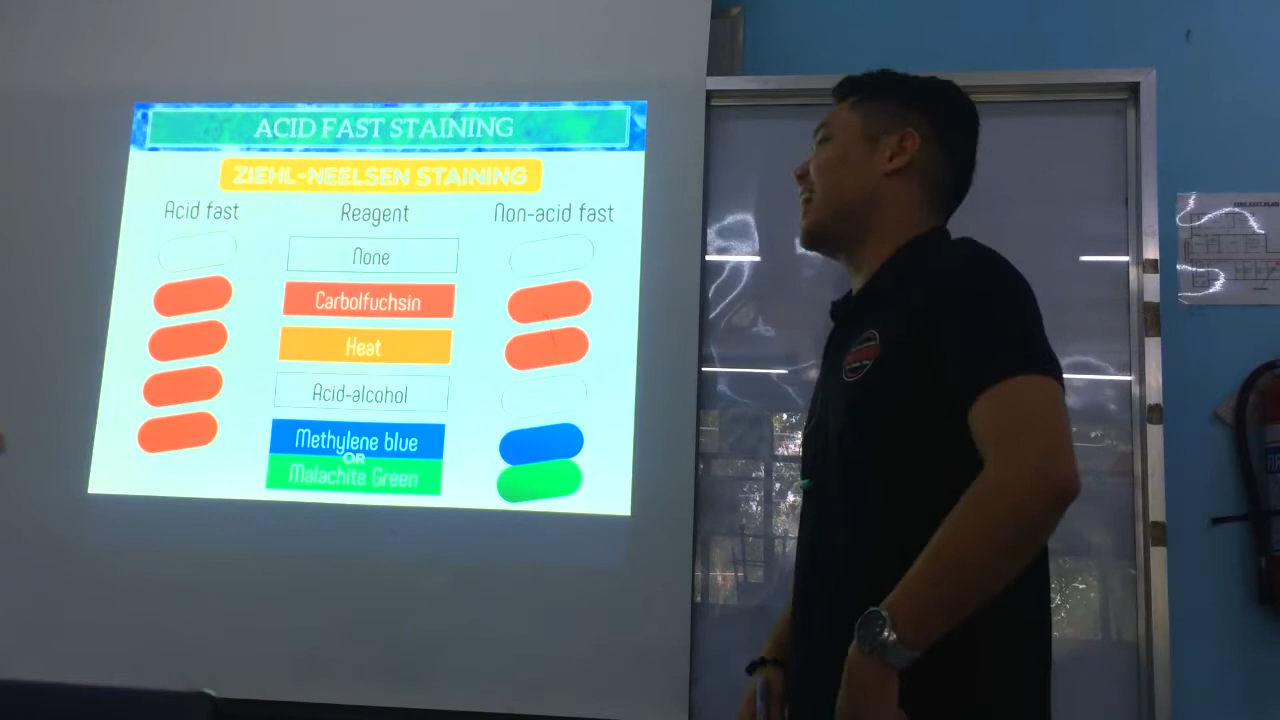 ACID FAST STAINING
ZIEHL-NEELSEN STAINING
Acid fast Reagent Non-acid fast
None
Carbolfuchsin
Heat
Acid-alcohol
Methylene blue
OR
Malachite Green